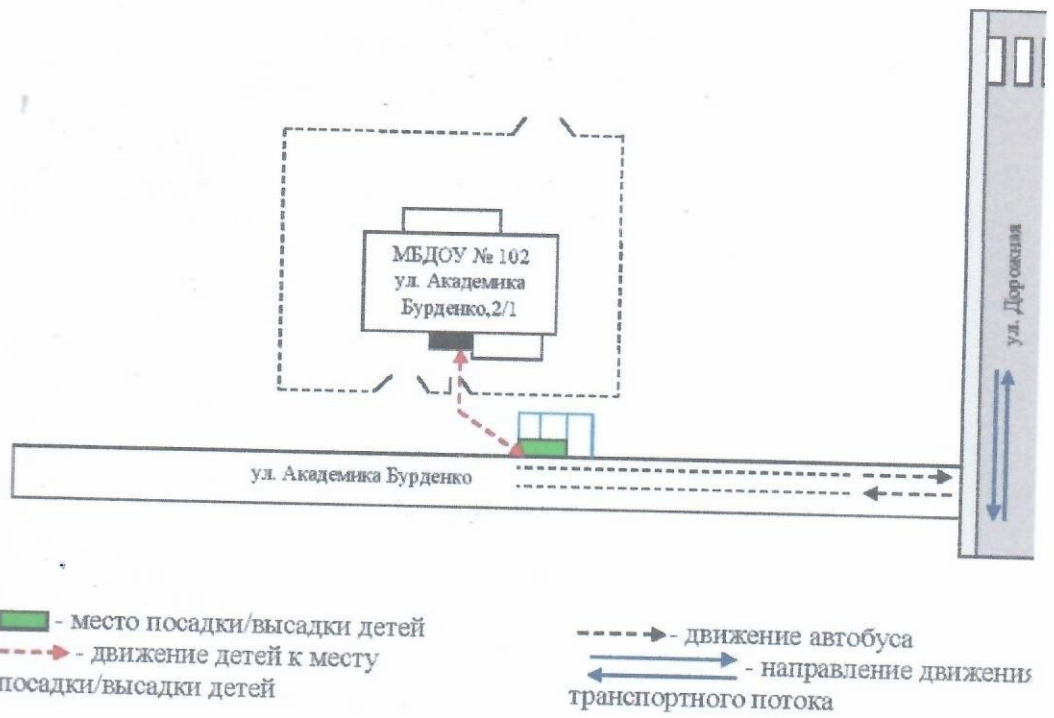 МБДОУ № 102
ул. Академика
Бурденко,2/1
ул. Дорожная
ул. Академика Бурденко
- место посадки/высадки детей
- движение детей к месту
посадки/высадки детей
- движение автобуса
- направление движения
транспортного потока